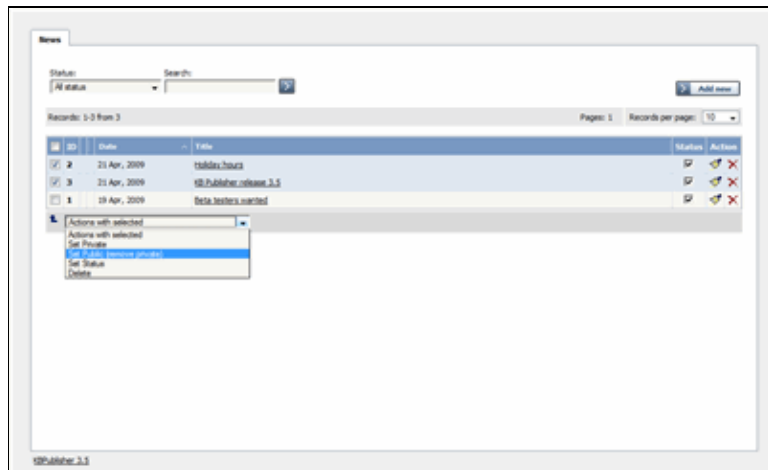 News
Status: Search:
All status
Add new
Records: 1-3 from 3 Pages: 1 Records per page: 10
ID Date Title Status Action
2 21 Apr, 2009 Holiday hours
3 21 Apr, 2009 KB Publisher release 3.5
1 19 Apr, 2009 Beta testers wanted
Actions with selected
Actions with selected
Set Private
Set Public (remove private)
Set Status
Delete
KBPublisher 3.5